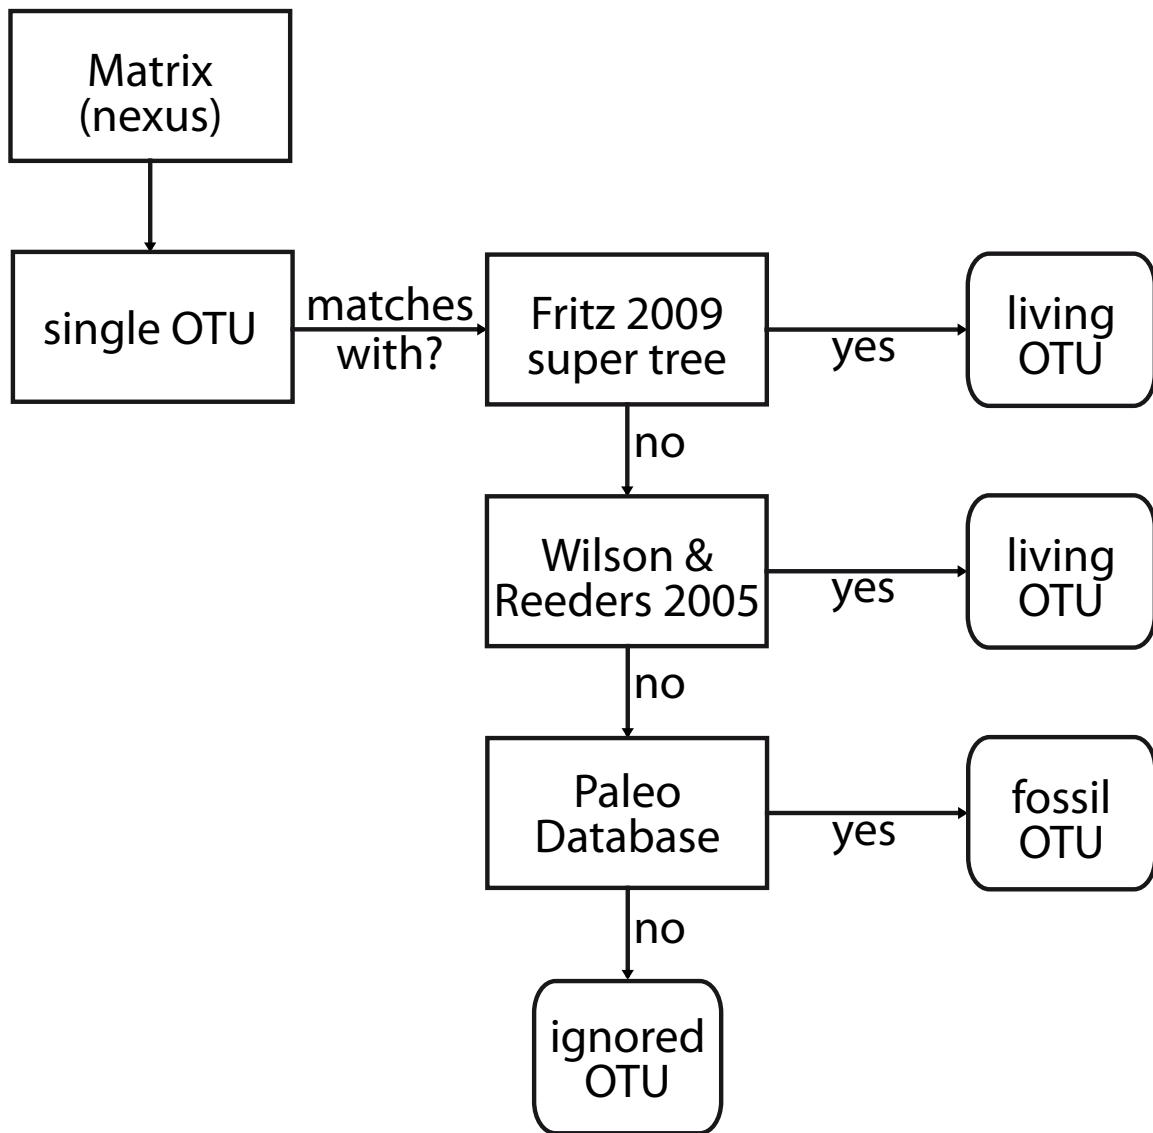 Matrix
(nexus)
single OTU
matches
with?
Fritz 2009
super tree
yes
living
OTU
no
Wilson &
Reeders 2005
yes
living
OTU
no
Paleo
Database
yes
fossil
OTU
no
ignored
OTU